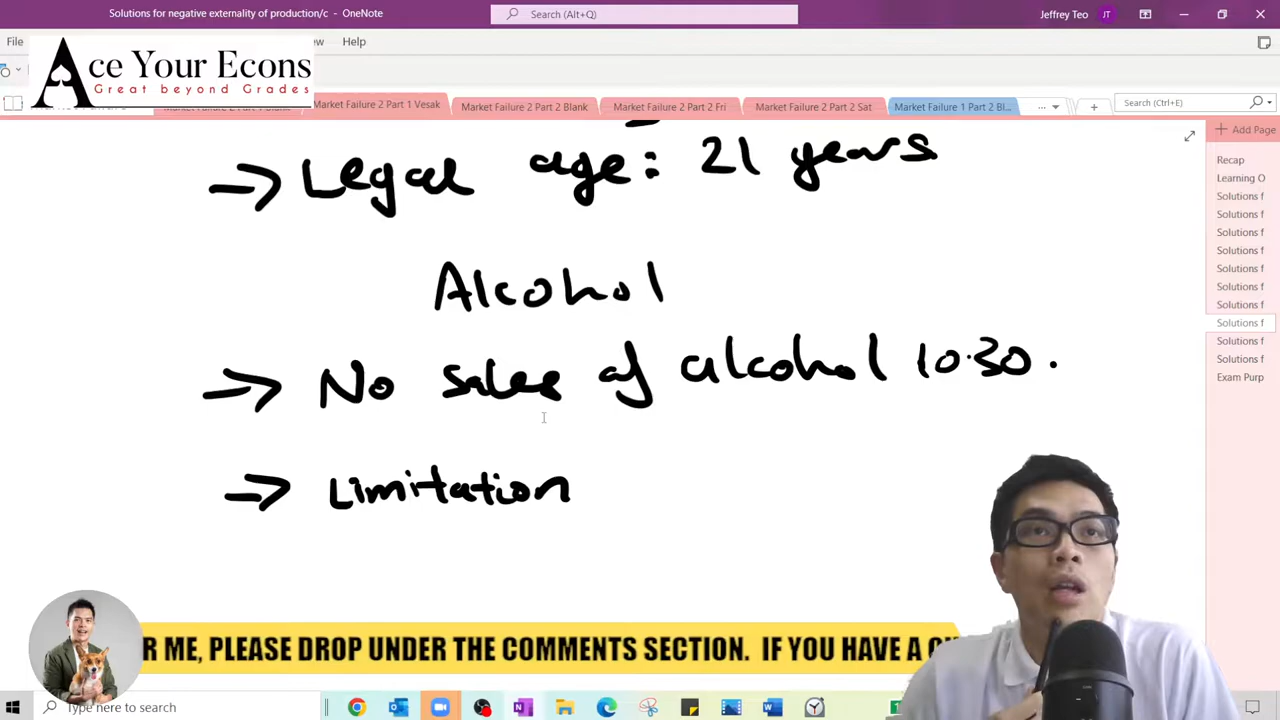 Solutions for negative externality of production/c - OneNote
Search (Alt+Q)
Jeffrey Teo JT
File
Help
Ace Your Econs
Great beyond Grades
Market Failure 2 Part 1 Vesak
Market Failure 2 Part 2 Blank
Market Failure 2 Part 2 Fri
Market Failure 2 Part 2 Sat
Market Failure 1 Part 2 Bl...
Search (Ctrl+E)
Add Page
Recap
Learning O
Solutions f
Solutions f
Solutions f
Solutions f
Solutions f
Solutions f
Solutions f
Solutions f
Solutions f
Solutions f
Exam Purp
→ Legal age: 21 years
Alcohol
→ No sales of alcohol 10.30.
→ Limitation
R ME, PLEASE DROP UNDER THE COMMENTS SECTION. IF YOU HAVE A
Type here to search